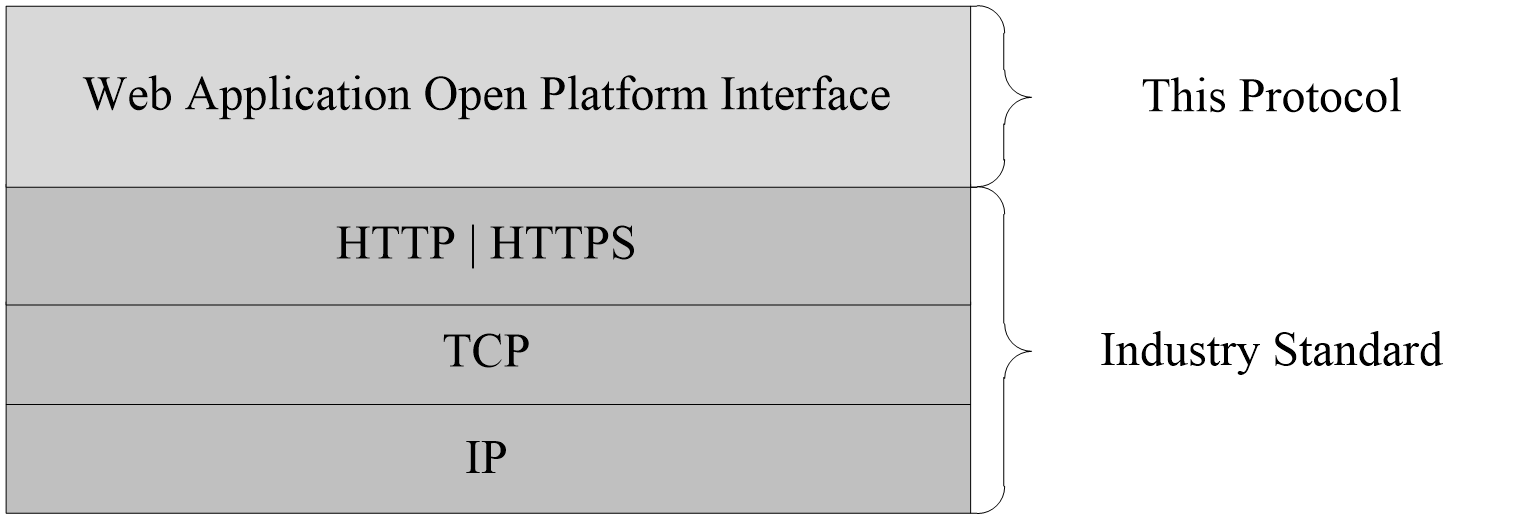 Web Application Open Platform Interface
This Protocol
HTTP | HTTPS
TCP
Industry Standard
IP